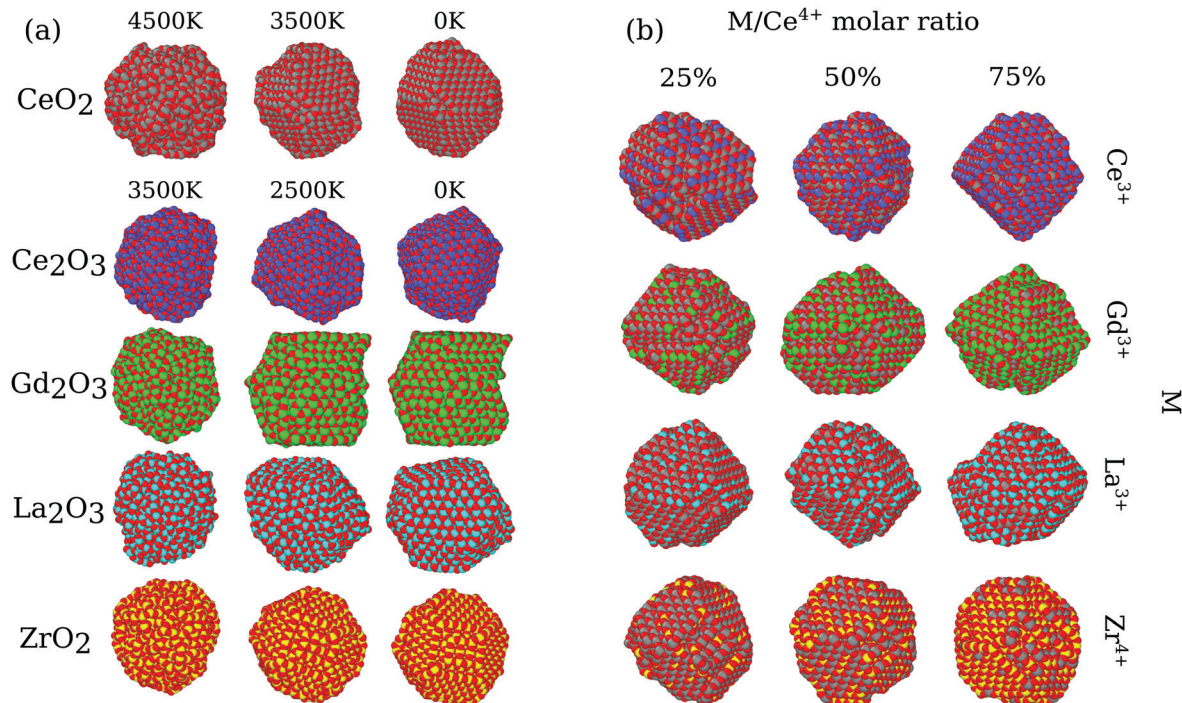 (a)
4500K 3500K 0K
CeO₂
3500K 2500K 0K
Ce₂O₃
Gd₂O₃
La₂O₃
ZrO₂
(b)
M/Ce⁴⁺ molar ratio
25% 50% 75%
Ce³⁺
Gd³⁺
La³⁺
Zr⁴⁺
M